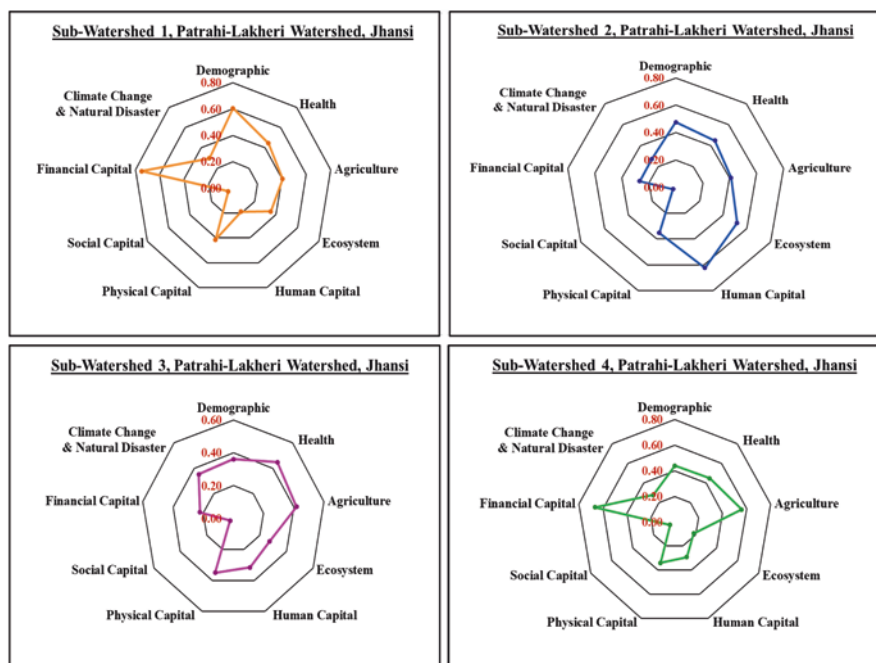 Sub-Watershed 1, Patrahi-Lakheri Watershed, Jhansi
Demographic
0.80
Climate Change
& Natural Disaster
Health
0.60
0.40
Financial Capital
0.20
Agriculture
0.00
Social Capital
Ecosystem
Physical Capital
Human Capital
Sub-Watershed 2, Patrahi-Lakheri Watershed, Jhansi
Demographic
0.80
Climate Change
& Natural Disaster
Health
0.60
0.40
Financial Capital
0.20
Agriculture
0.00
Social Capital
Ecosystem
Physical Capital
Human Capital
Sub-Watershed 3, Patrahi-Lakheri Watershed, Jhansi
Demographic
0.60
Climate Change
& Natural Disaster
Health
0.40
Financial Capital
0.20
Agriculture
0.00
Social Capital
Ecosystem
Physical Capital
Human Capital
Sub-Watershed 4, Patrahi-Lakheri Watershed, Jhansi
Demographic
0.80
Climate Change
& Natural Disaster
Health
0.60
0.40
Financial Capital
0.20
Agriculture
0.00
Social Capital
Ecosystem
Physical Capital
Human Capital